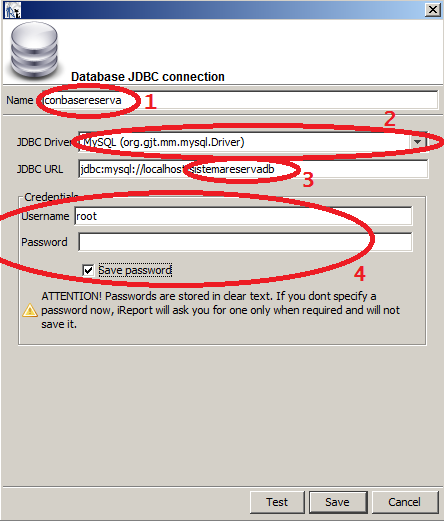 Database JDBC connection
Name conbasereserva 1
2
JDBC Driver MySQL (org.gjt.mm.mysql.Driver)
JDBC URL jdbc:mysql://localhost/sistemareservadb
3
Credentials
Username root
Password
Save password
4
ATTENTION! Passwords are stored in clear text. If you dont specify a
password now, iReport will ask you for one only when required and will not
save it.
Test Save Cancel